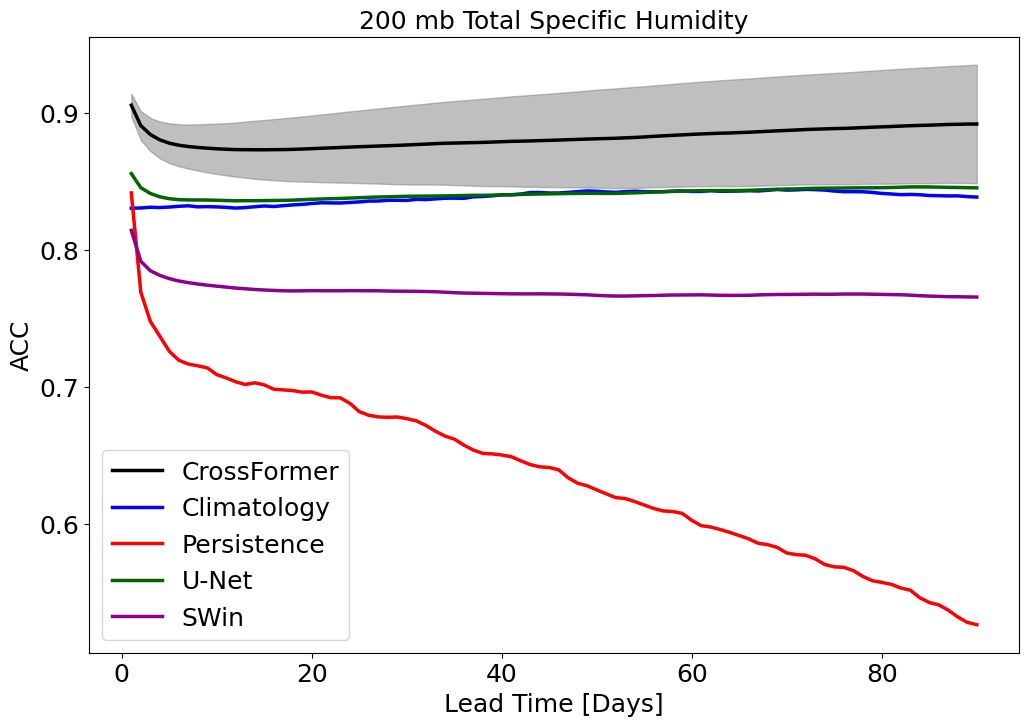 200 mb Total Specific Humidity
ACC
0.9
0.8
0.7
0.6
CrossFormer
Climatology
Persistence
U-Net
SWin
0 20 40 60 80
Lead Time [Days]